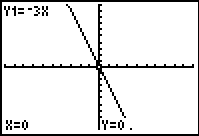 Y1=-3X
X=0 Y=0 .